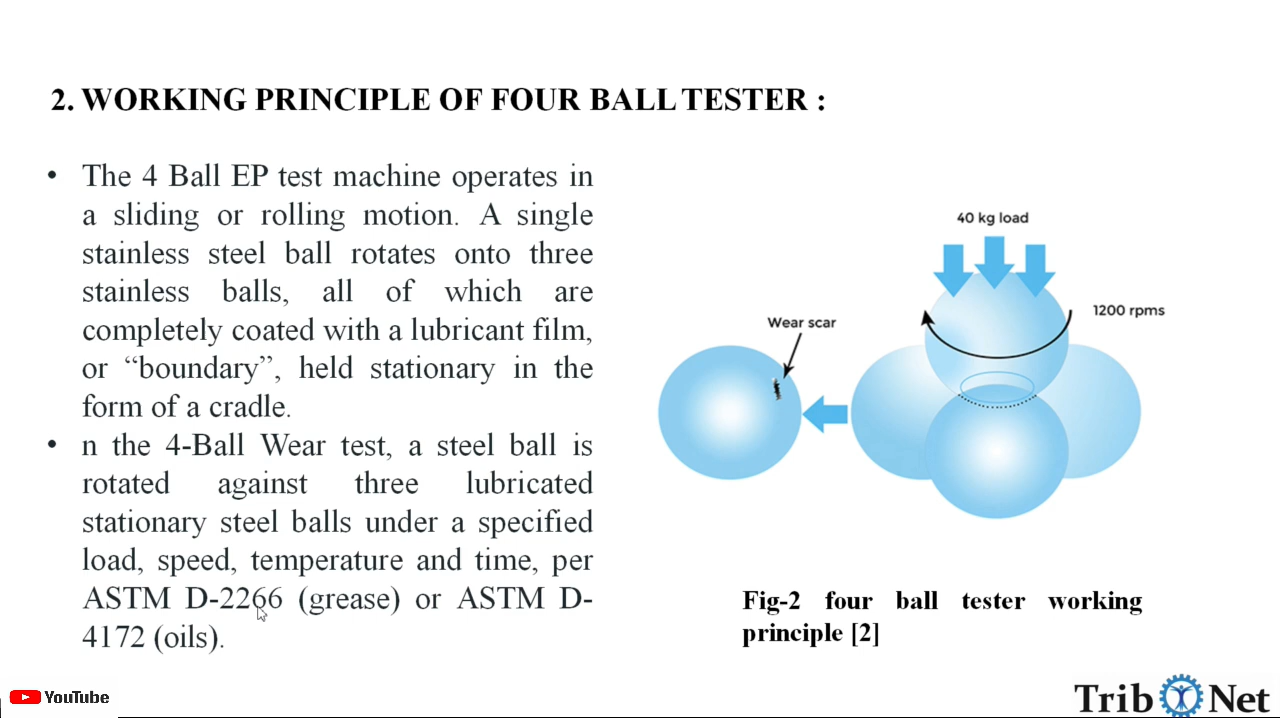 2. WORKING PRINCIPLE OF FOUR BALL TESTER :
• The 4 Ball EP test machine operates in
a sliding or rolling motion. A single
stainless steel ball rotates onto three
stainless balls, all of which are
completely coated with a lubricant film,
or “boundary”, held stationary in the
form of a cradle.
• n the 4-Ball Wear test, a steel ball is
rotated against three lubricated
stationary steel balls under a specified
load, speed, temperature and time, per
ASTM D-2266 (grease) or ASTM D-
4172 (oils).
40 kg load
1200 rpms
Wear scar
Fig-2 four ball tester working
principle [2]
YouTube
Trib Net